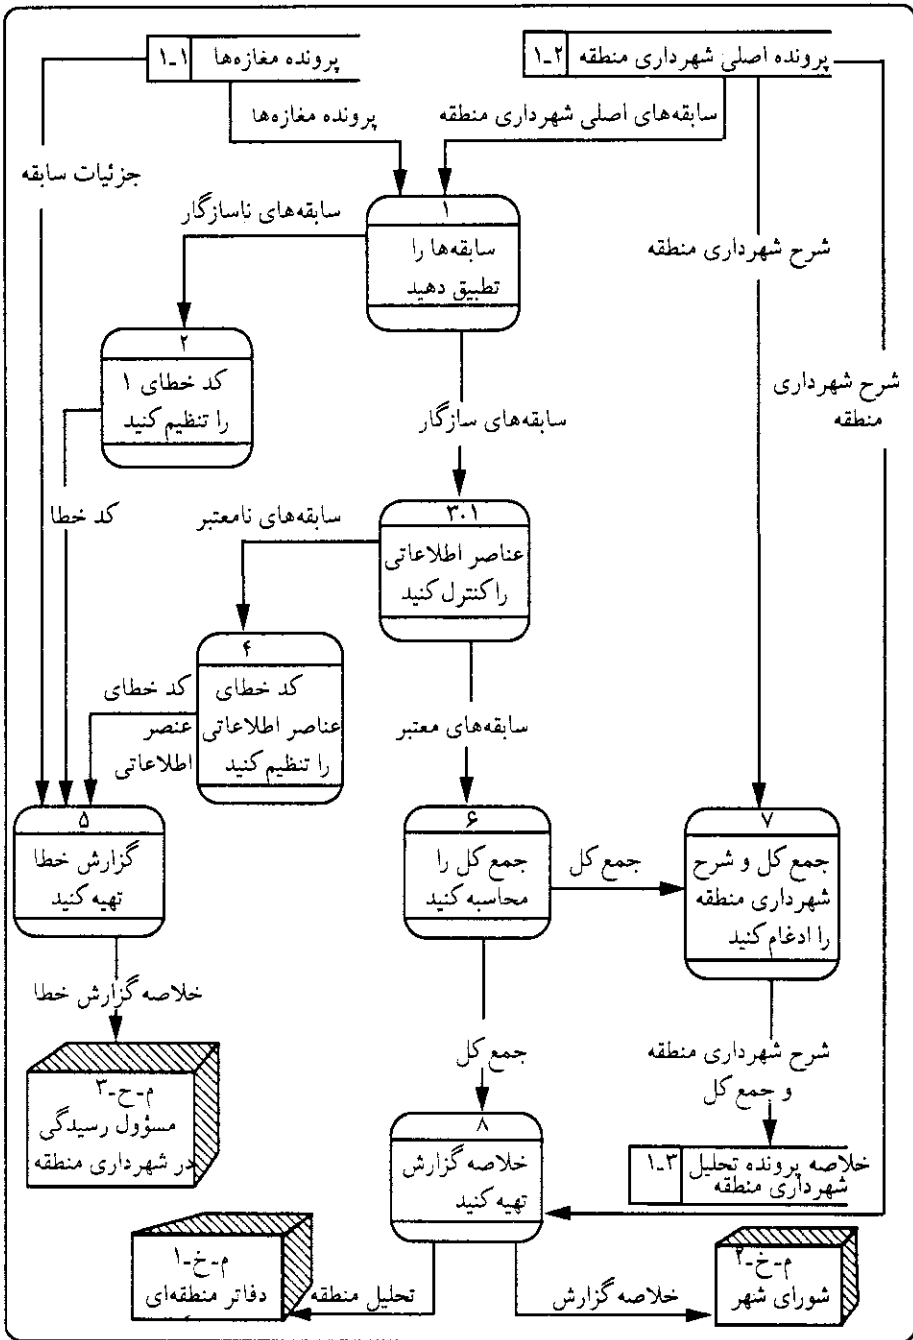 پرونده اصلی شهرداری منطقه ۱-۲
پرونده مغازه‌ها ۱-۱
سابقه‌های اصلی شهرداری منطقه
پرونده مغازه‌ها
جزئیات سابقه
۱
سابقه‌ها را
تطبیق دهید
سابقه‌های ناسازگار
شرح شهرداری منطقه
شرح شهرداری
منطقه
۲
کد خطای ۱
را تنظیم کنید
سابقه‌های سازگار
کد خطا
۳.۱
عناصر اطلاعاتی
را کنترل کنید
سابقه‌های نامعتبر
۴
کد خطای
عناصر اطلاعاتی
را تنظیم کنید
کد خطای
عنصر
اطلاعاتی
سابقه‌های معتبر
۷
جمع کل و شرح
شهرداری منطقه
را ادغام کنید
جمع کل
۶
جمع کل را
محاسبه کنید
۵
گزارش خطا
تهیه کنید
خلاصه گزارش خطا
شرح شهرداری منطقه
و جمع کل
جمع کل
م-ح-۳
مسؤول رسیدگی
در شهرداری منطقه
۸
خلاصه گزارش
تهیه کنید
خلاصه پرونده تحلیل ۱-۳
شهرداری منطقه
م-خ-۲
شورای شهر
خلاصه گزارش
تحلیل منطقه
م-خ-۱
دفاتر منطقه‌ای